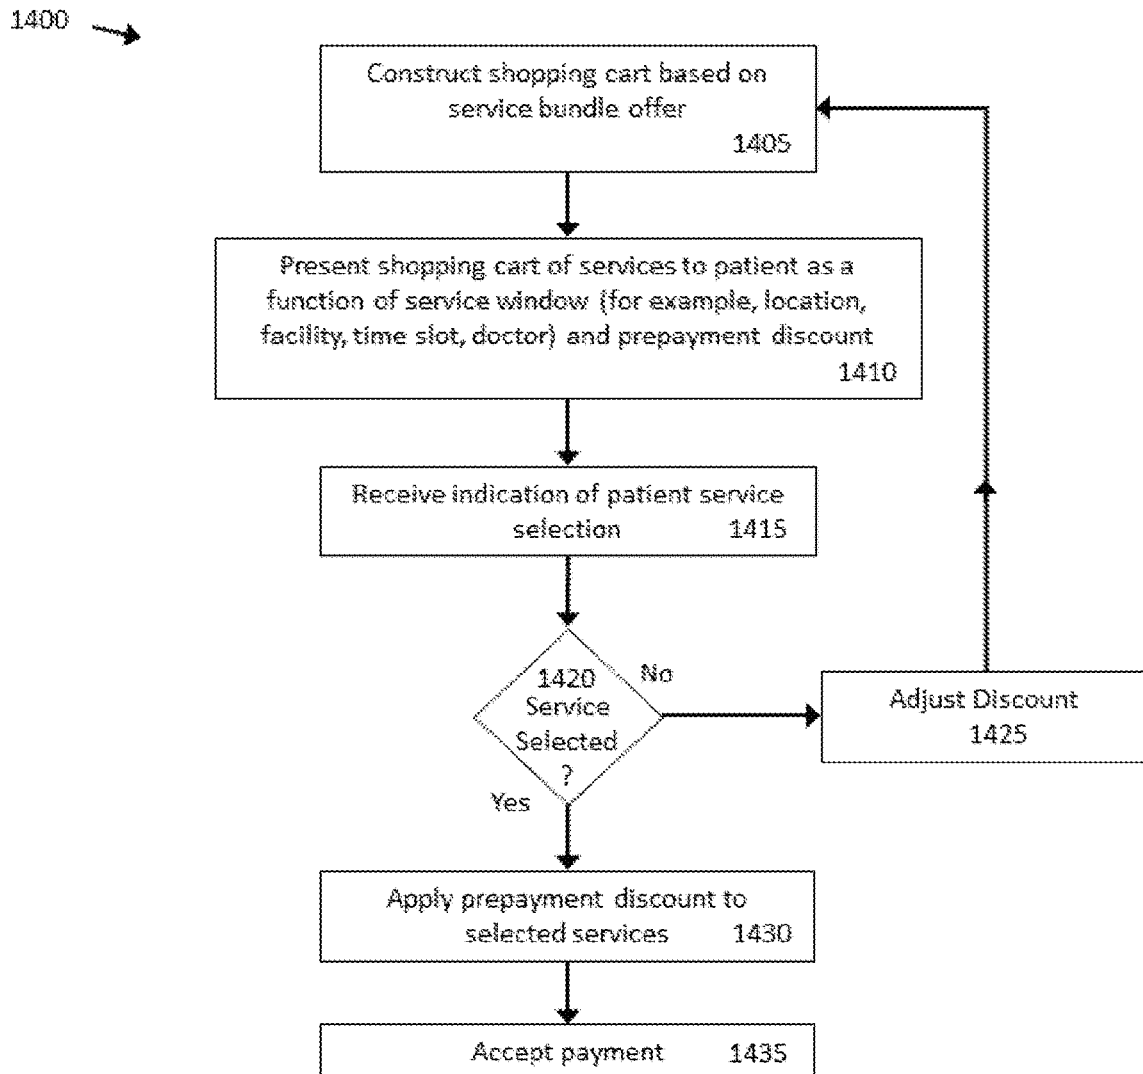 1400
Construct shopping cart based on
service bundle offer
1405
Present shopping cart of services to patient as a
function of service window (for example, location,
facility, time slot, doctor) and prepayment discount
1410
Receive indication of patient service
selection 1415
1420
Service
Selected
?
No
Adjust Discount
1425
Yes
Apply prepayment discount to
selected services 1430
Accept payment 1435